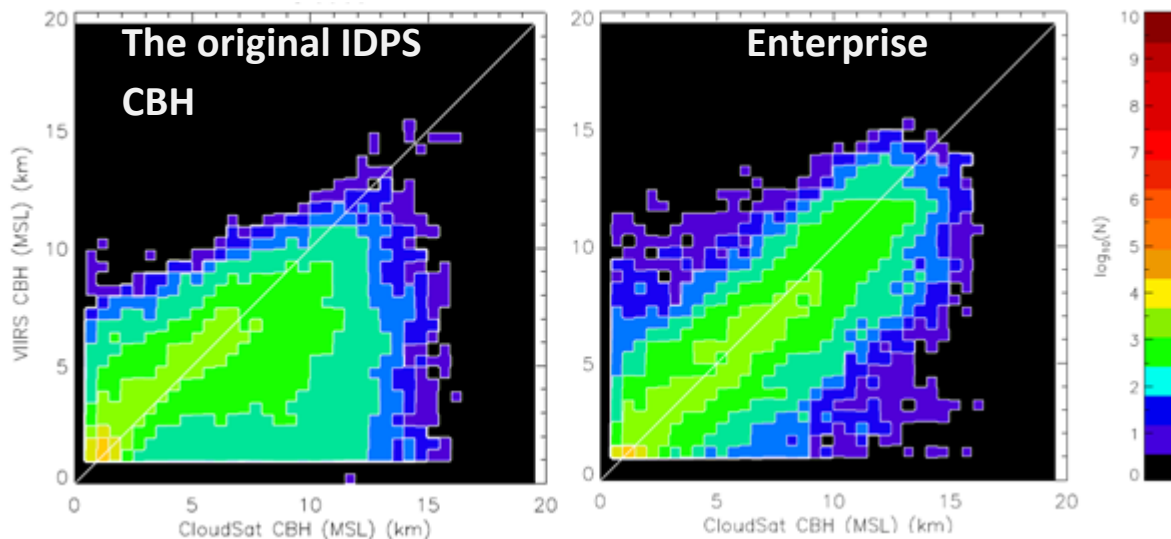 The original IDPS
CBH
20
15
10
5
0
VIIRS CBH (MSL) (km)
0 5 10 15 20
CloudSat CBH (MSL) (km)
Enterprise
20
15
10
5
0
0 5 10 15 20
CloudSat CBH (MSL) (km)
10
9
8
7
6
5
4
3
2
1
0
log₁₀(N)